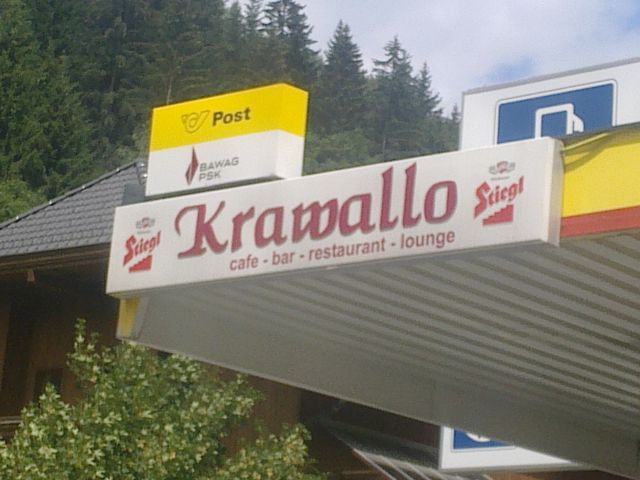 Post
BAWAG
PSK
Krawallo
cafe - bar - restaurant - lounge
Stiegl
Stiegl